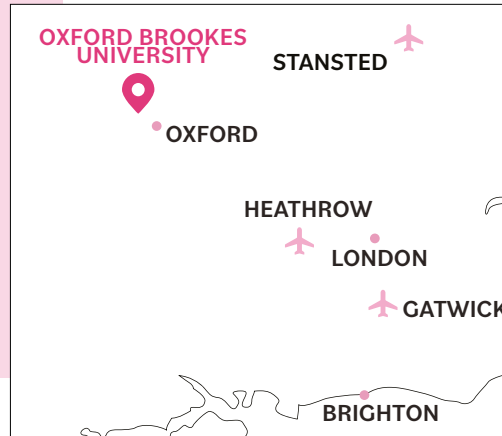 OXFORD BROOKES
UNIVERSITY
STANSTED
OXFORD
HEATHROW
LONDON
GATWICK
BRIGHTON